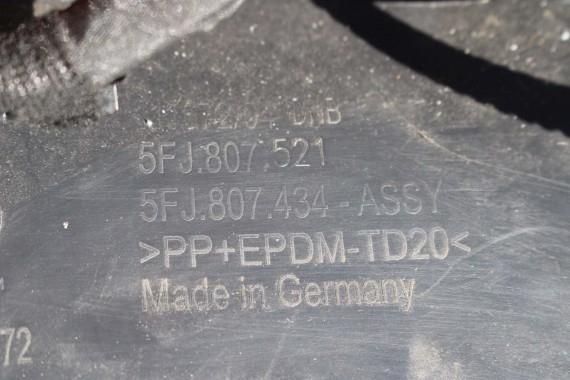 5FJ.807.521
5FJ.807.434 - ASSY
>PP+EPDM-TD20<
Made in Germany
72